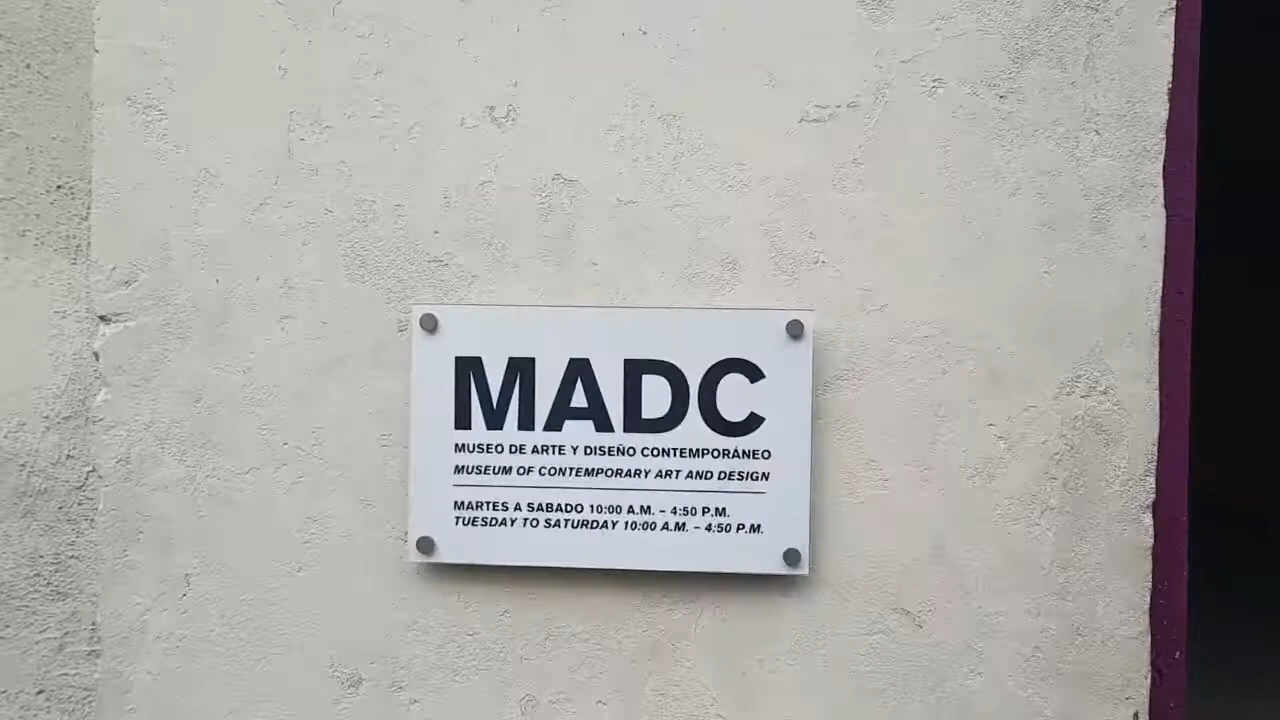 MADC
MUSEO DE ARTE Y DISEÑO CONTEMPORÁNEO
MUSEUM OF CONTEMPORARY ART AND DESIGN
MARTES A SABADO 10:00 A.M. – 4:50 P.M.
TUESDAY TO SATURDAY 10:00 A.M. – 4:50 P.M.